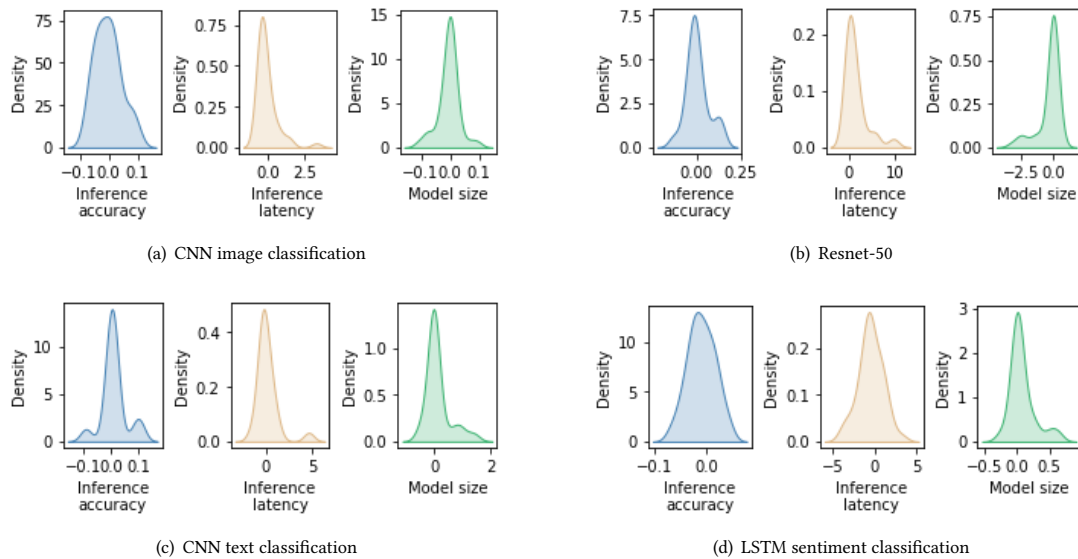 75
50
25
0
Density
−0.10.0 0.1
Inference
accuracy
0.75
0.50
0.25
0.00
Density
0.0 2.5
Inference
latency
15
10
5
0
Density
−0.10.0 0.1
Model size
(a) CNN image classification
7.5
5.0
2.5
0.0
Density
0.00 0.25
Inference
accuracy
0.2
0.1
0.0
Density
0 10
Inference
latency
0.75
0.50
0.25
0.00
Density
−2.5 0.0
Model size
(b) Resnet-50
10
5
0
Density
−0.10.0 0.1
Inference
accuracy
0.4
0.2
0.0
Density
0 5
Inference
latency
1.0
0.5
0.0
Density
0 2
Model size
(c) CNN text classification
10
5
0
Density
−0.1 0.0
Inference
accuracy
0.2
0.1
0.0
Density
−5 0 5
Inference
latency
3
2
1
0
Density
−0.5 0.0 0.5
Model size
(d) LSTM sentiment classification